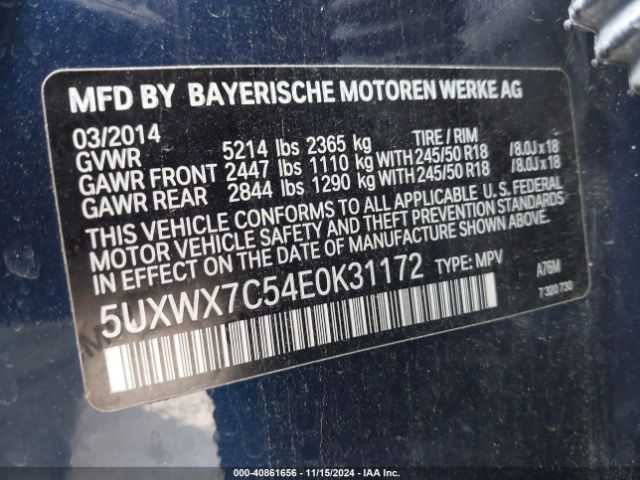 MFD BY BAYERISCHE MOTOREN WERKE AG
03/2014 TIRE / RIM
GVWR 5214 lbs 2365 kg
GAWR FRONT 2447 lbs 1110 kg WITH 245/50 R18 /8.0J x 18
GAWR REAR 2844 lbs 1290 kg WITH 245/50 R18 /8.0J x 18
THIS VEHICLE CONFORMS TO ALL APPLICABLE U. S. FEDERAL
MOTOR VEHICLE SAFETY AND THEFT PREVENTION STANDARDS
IN EFFECT ON THE DATE OF MANUFACTURE SHOWN ABOVE.
5UXWX7C54E0K31172 TYPE: MPV A76M
7 320 730
000-40861656 - 11/15/2024 - IAA Inc.